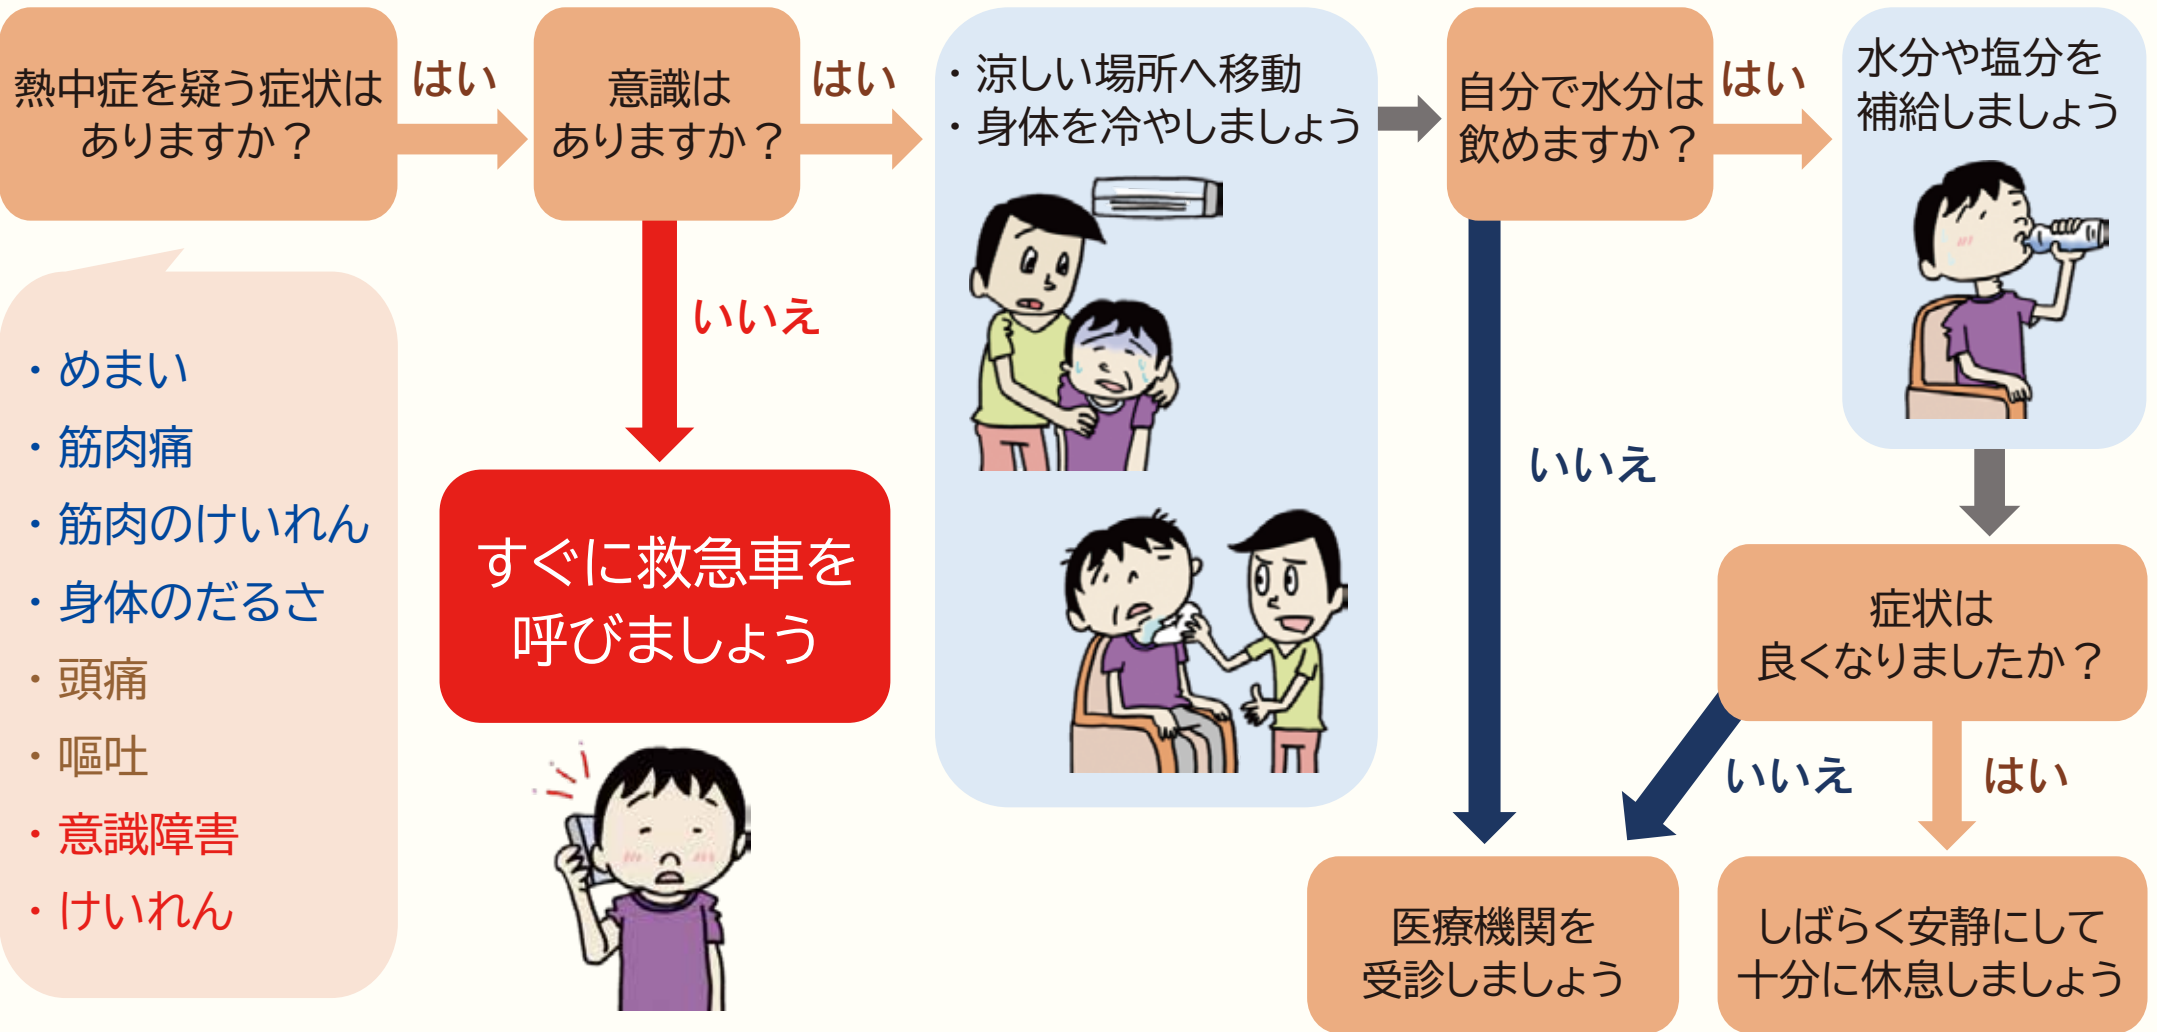 熱中症を疑う症状は
ありますか？
はい
意識は
ありますか？
はい
・涼しい場所へ移動
・身体を冷やしましょう
自分で水分は
飲めますか？
はい
水分や塩分を
補給しましょう
・めまい
・筋肉痛
・筋肉のけいれん
・身体のだるさ
・頭痛
・嘔吐
・意識障害
・けいれん
いいえ
すぐに救急車を
呼びましょう
いいえ
症状は
良くなりましたか？
いいえ
はい
医療機関を
受診しましょう
しばらく安静にして
十分に休息しましょう